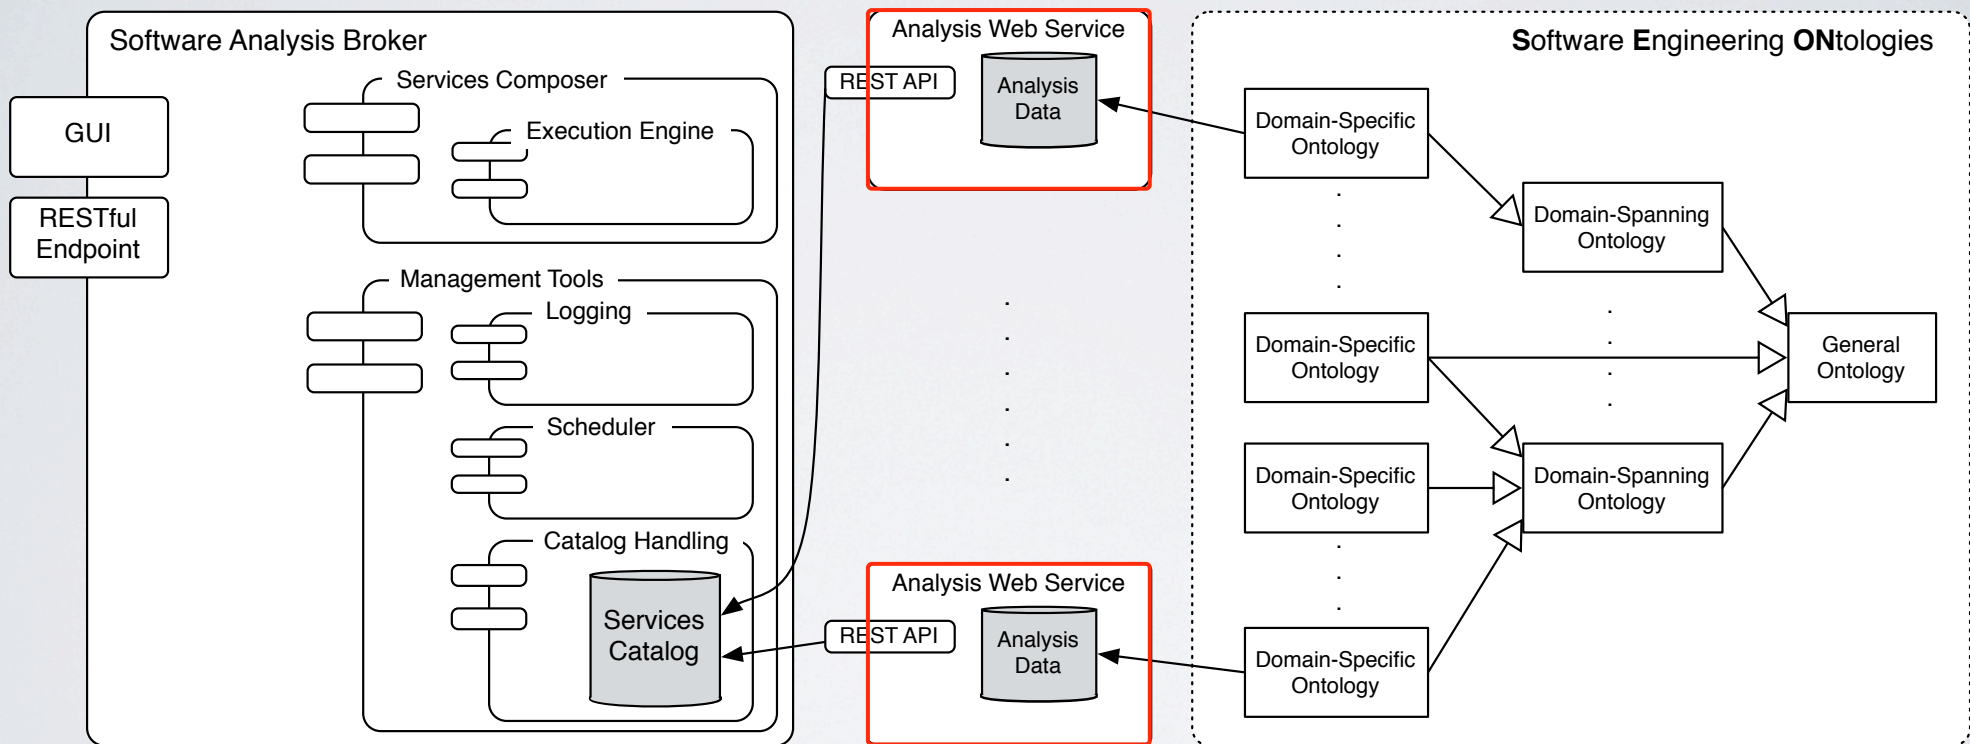 Software Analysis Broker
GUI
RESTful
Endpoint
Services Composer
Execution Engine
Management Tools
Logging
Scheduler
Catalog Handling
Services
Catalog
Analysis Web Service
REST API
Analysis
Data
Analysis Web Service
REST API
Analysis
Data
Software Engineering ONtologies
Domain-Specific
Ontology
Domain-Spanning
Ontology
Domain-Specific
Ontology
General
Ontology
Domain-Specific
Ontology
Domain-Spanning
Ontology
Domain-Specific
Ontology